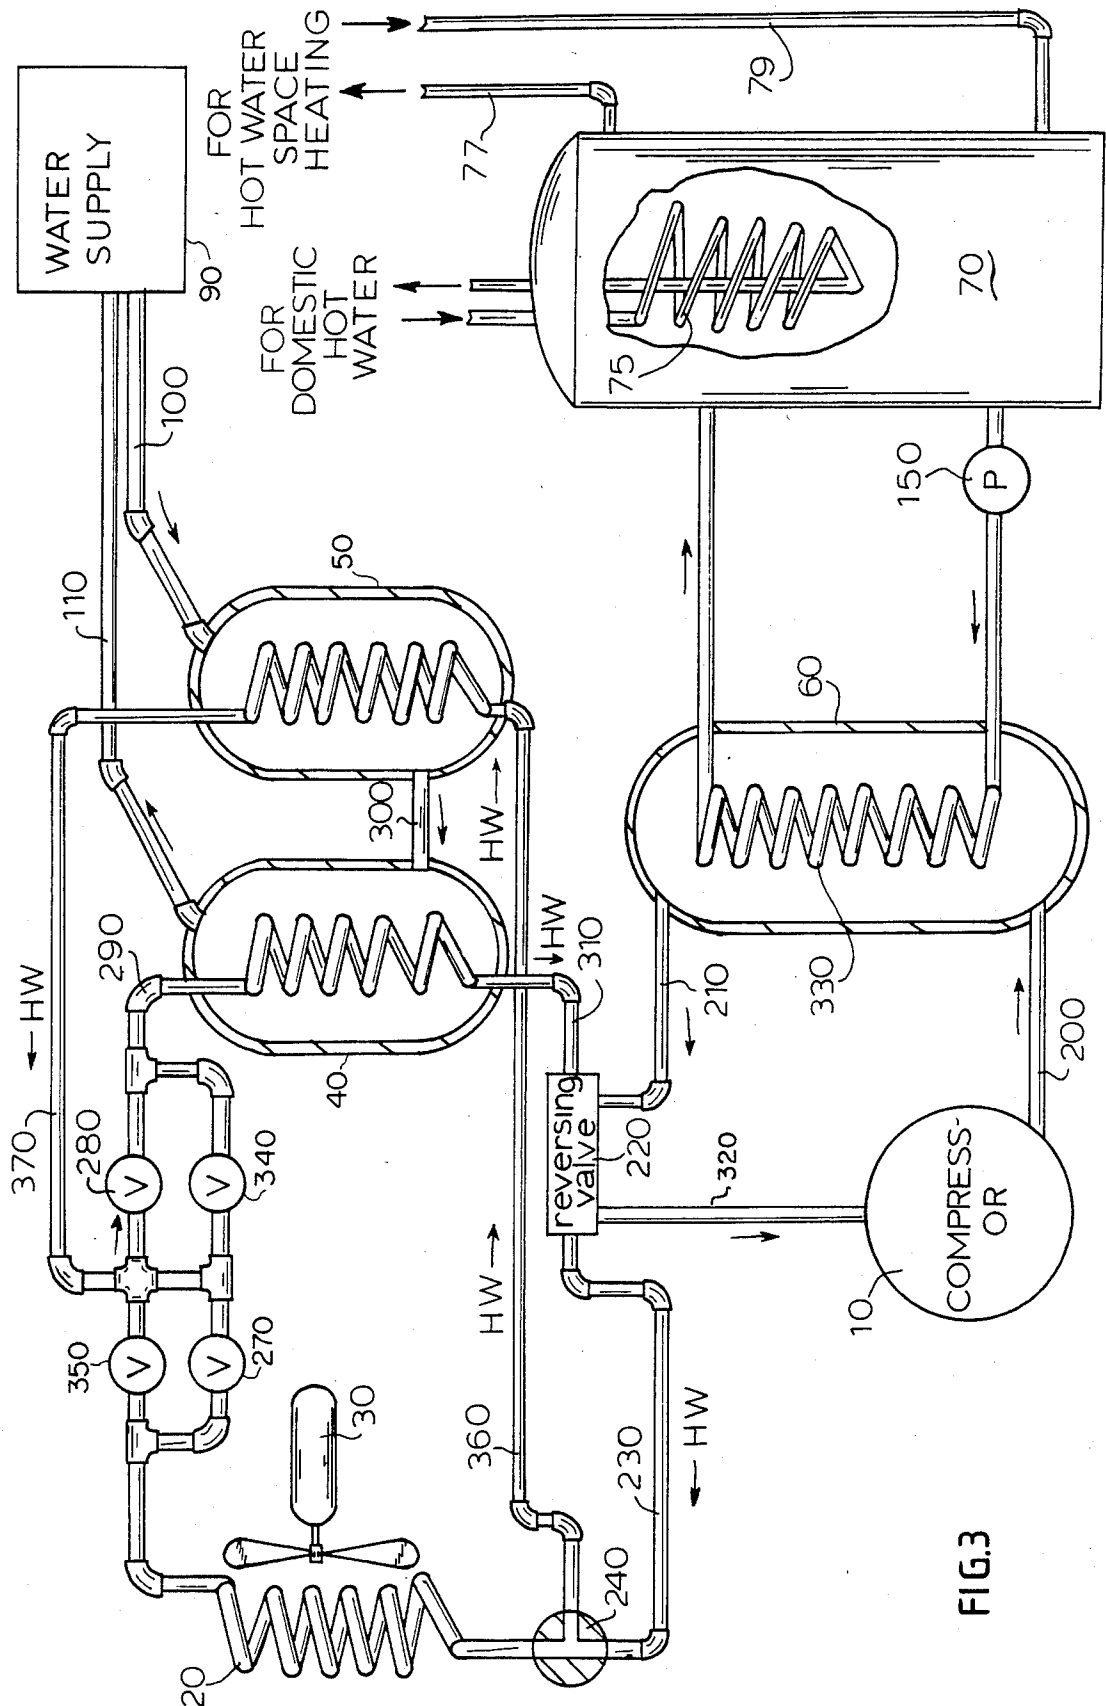 WATER
SUPPLY
90
FOR
HOT WATER
SPACE
HEATING
79
77
FOR
DOMESTIC
HOT
WATER
70
75
100
110
150
P
50
60
300
HW
290
HW
370
280
V
340
V
350
V
270
V
40
HW
310
210
330
200
reversing
valve
220
320
COMPRESS-
OR
10
HW
360
30
230
HW
240
20
FIG.3